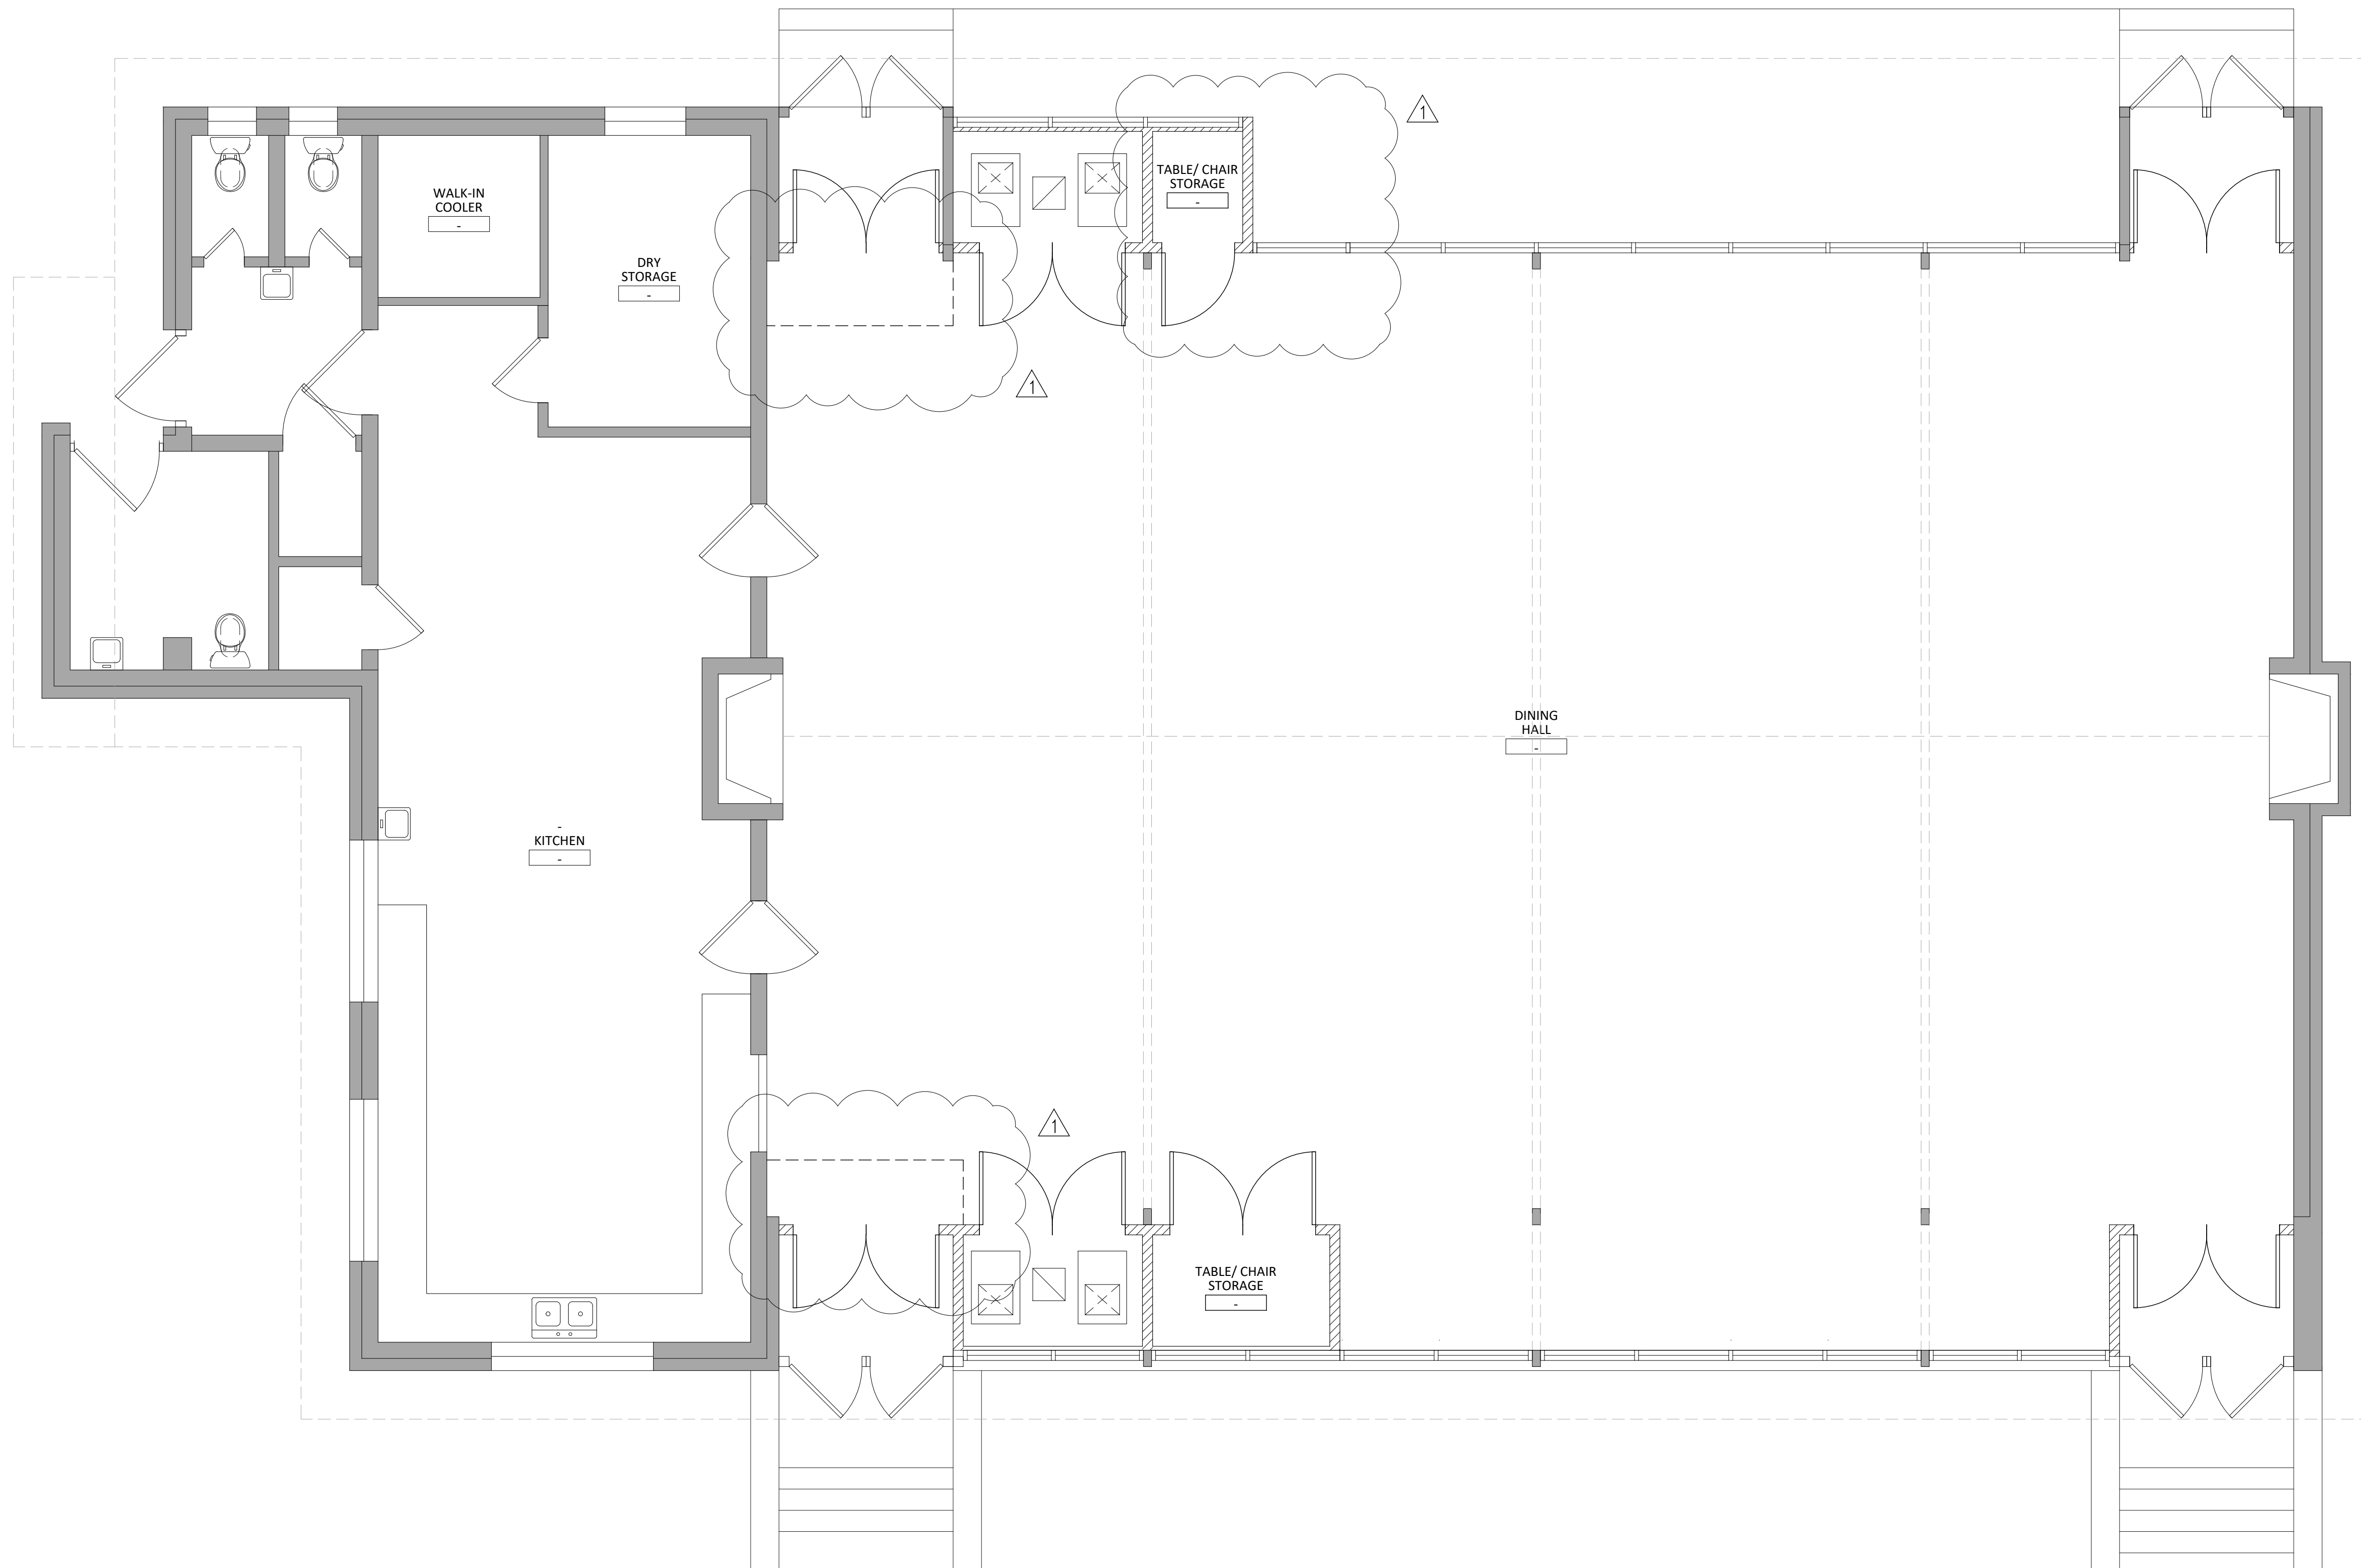 1
TABLE/ CHAIR
STORAGE
-
WALK-IN
COOLER
-
DRY
STORAGE
-
1
DINING
HALL
-
-
KITCHEN
-
1
TABLE/ CHAIR
STORAGE
-